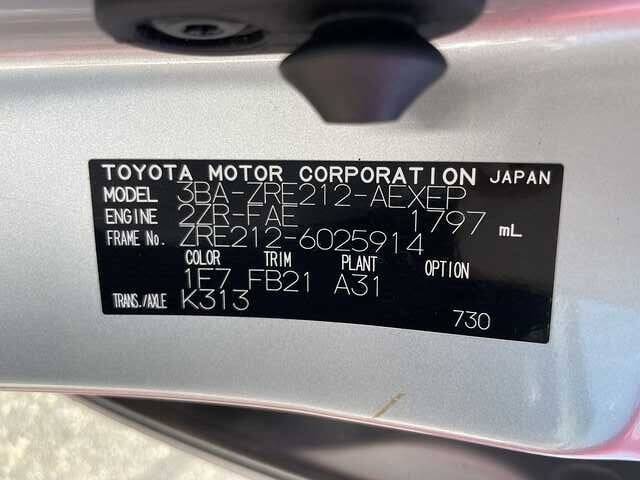 TOYOTA MOTOR CORPORATION JAPAN
MODEL 3BA-ZRE212-AEXEP
ENGINE 2ZR-FAE 1797 mL
FRAME No. ZRE212-6025914
COLOR TRIM PLANT OPTION
1E7 FB21 A31
TRANS./AXLE K313
730